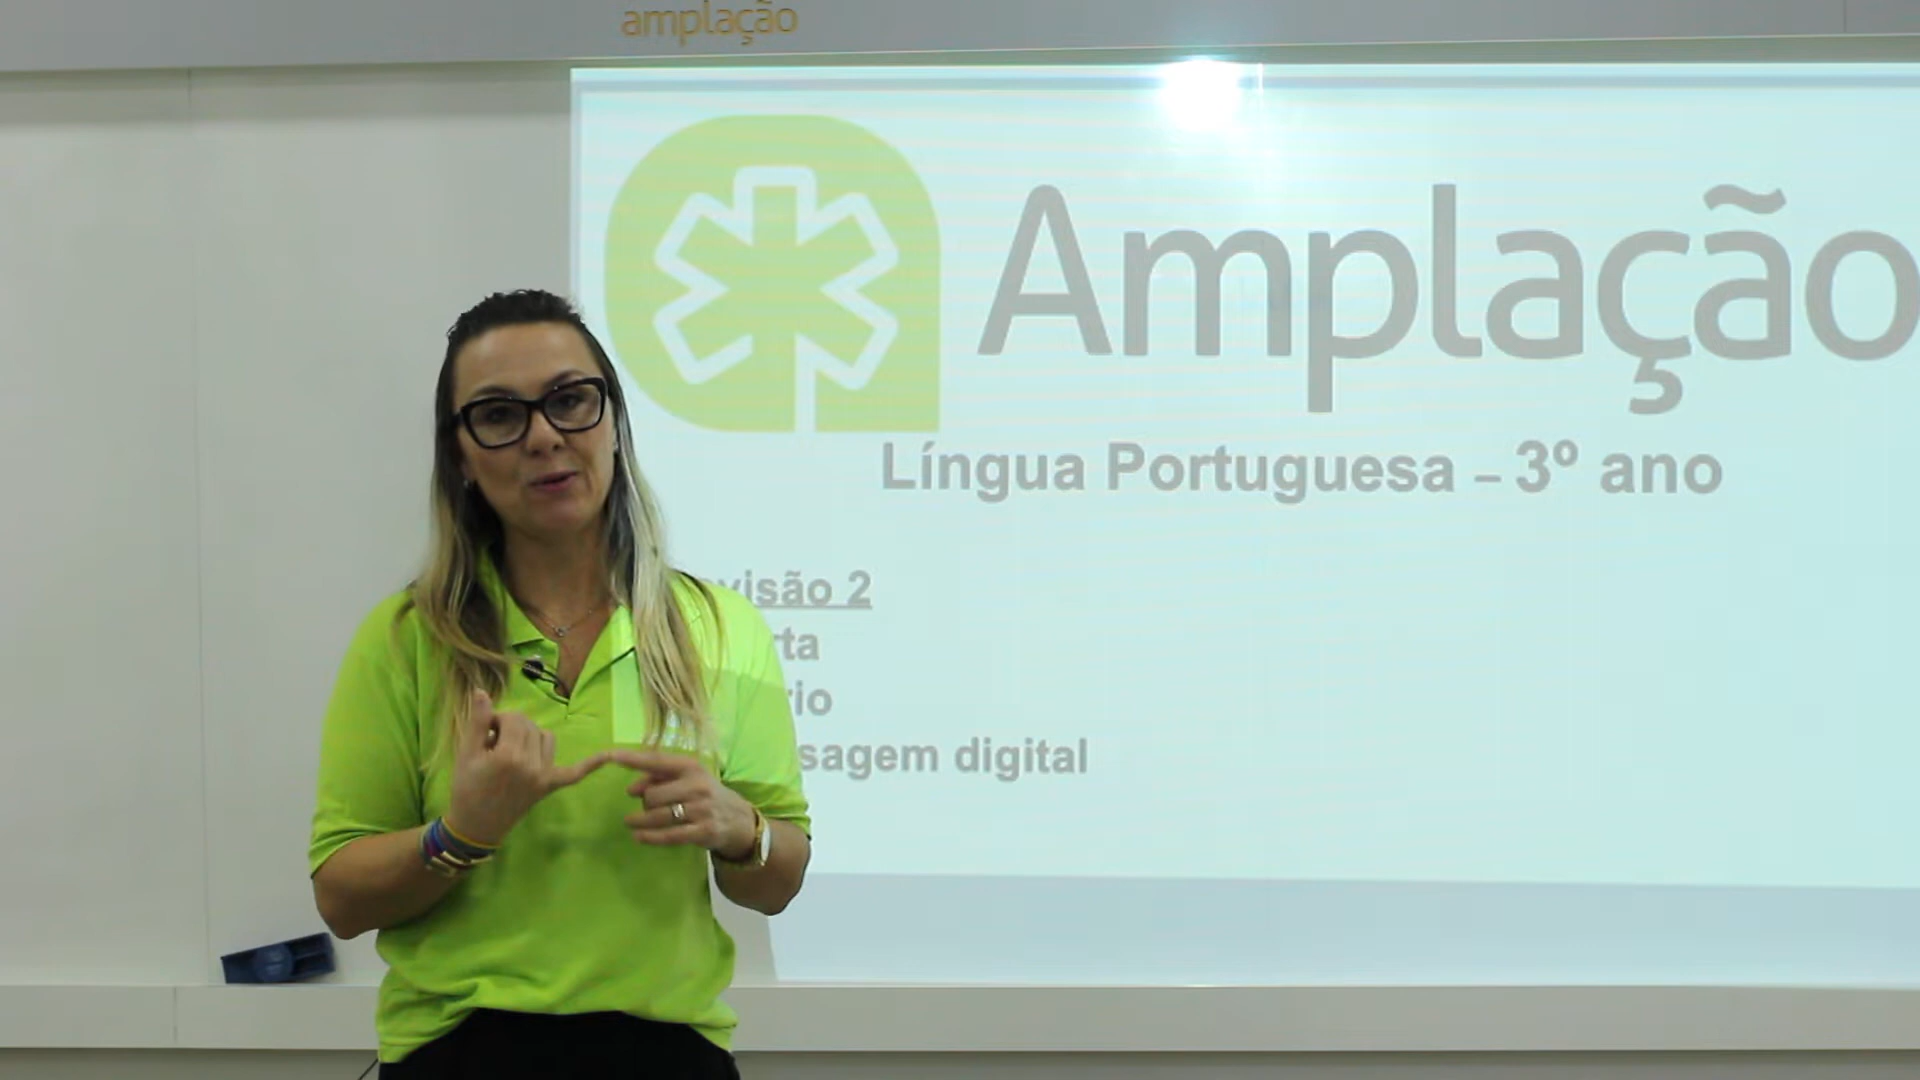 amplação
Amplação
Língua Portuguesa – 3º ano
visão 2
rta
rio
sagem digital